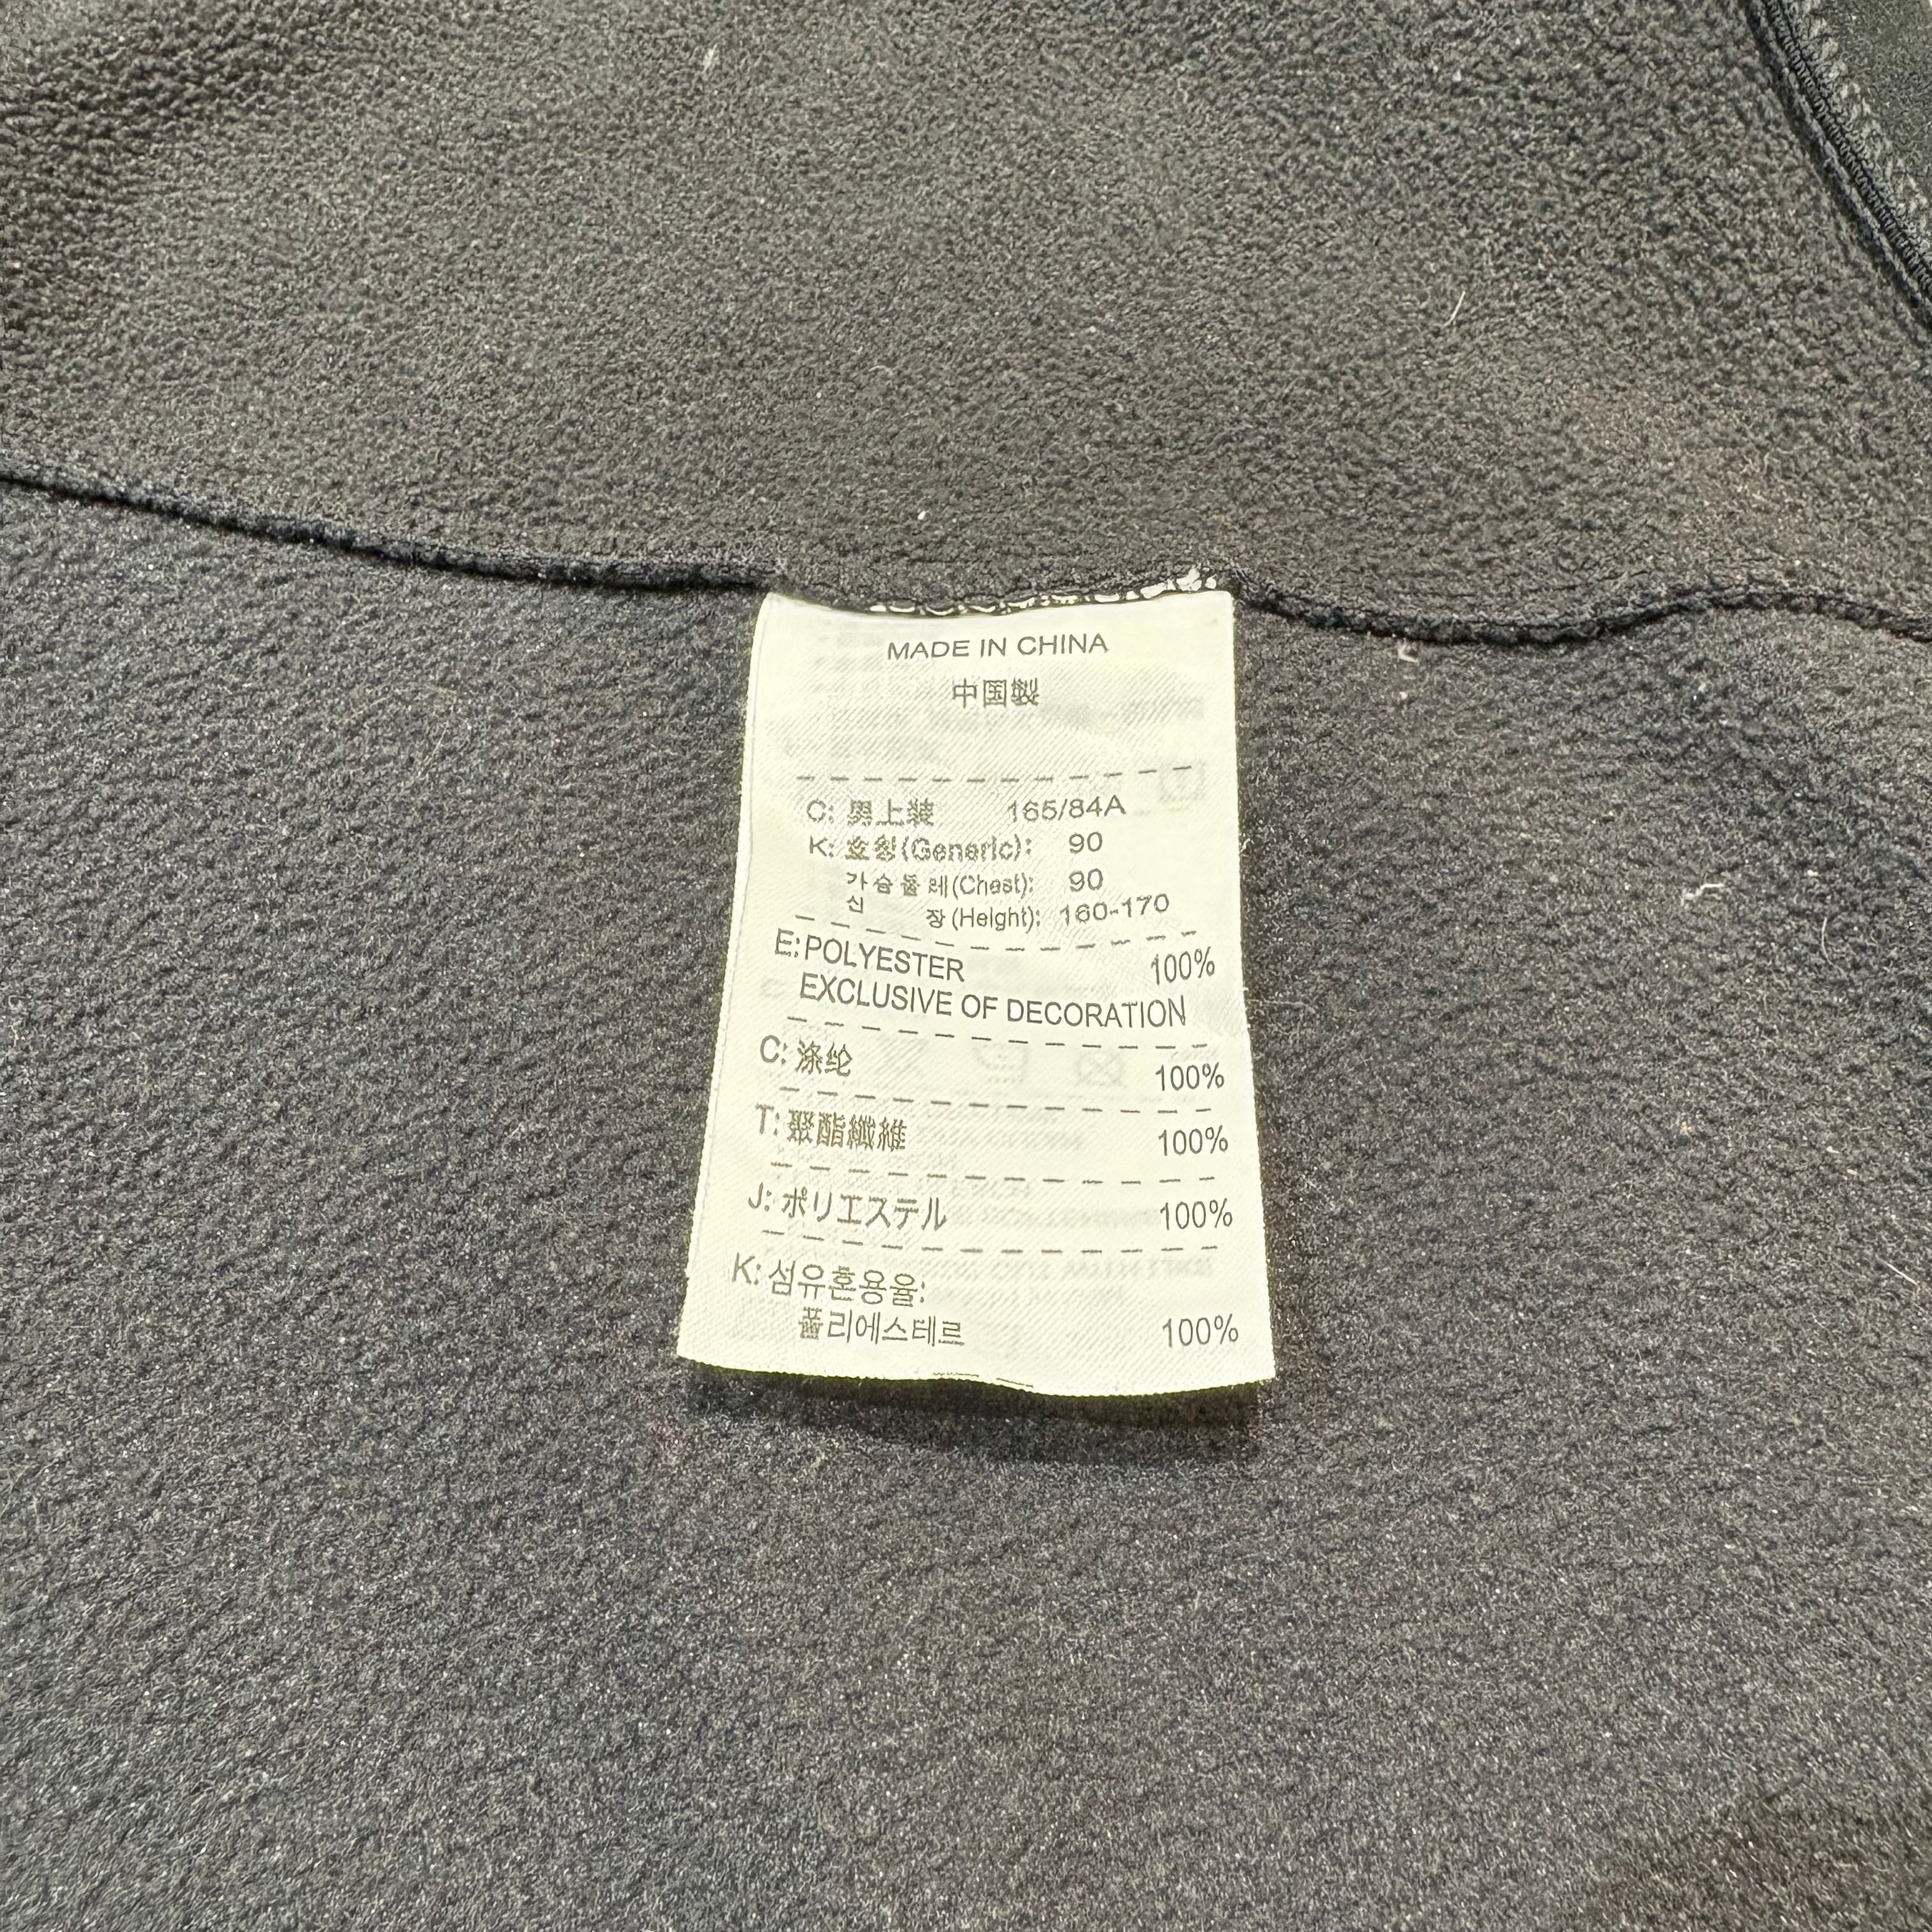 MADE IN CHINA
中国製
C: 男上装 165/84A
K: 호칭(Generic): 90
가슴둘레(Chest): 90
신 장(Height): 160-170
E: POLYESTER 100%
EXCLUSIVE OF DECORATION
C: 涤纶 100%
T: 聚酯纖維 100%
J: ポリエステル 100%
K: 섬유혼용율:
폴리에스테르 100%